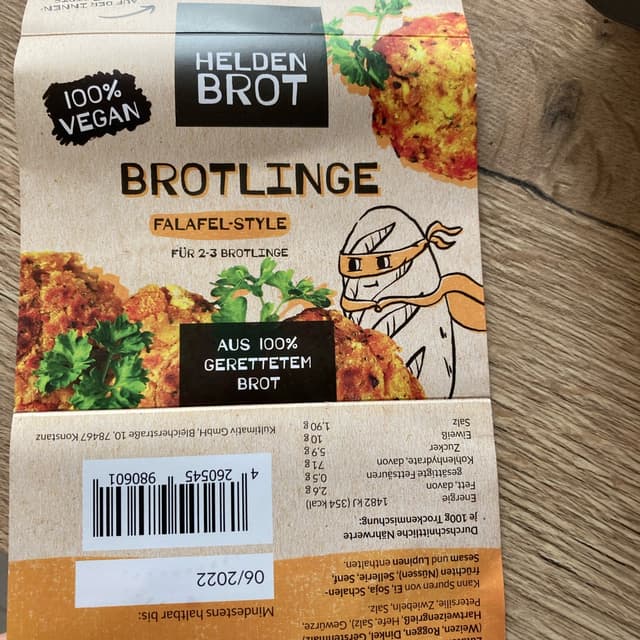 AUF DER INNEN-
HELDEN
BROT
100%
VEGAN
BROTLINGE
FALAFEL-STYLE
FÜR 2-3 BROTLINGE
AUS 100%
GERETTETEM
BROT
(Weizen, Roggen, Dinkel, Gerstenmalz,
Hartweizengrieß, Hefe, Salz), Gewürze,
Petersilie, Zwiebeln, Salz.
Kann Spuren von Ei, Soja, Schalen-
früchten (Nüssen), Sellerie, Senf,
Sesam und Lupinen enthalten.
Durchschnittliche Nährwerte
je 100g Trockenmischung:
Energie 1482 kJ (354 kcal)
Fett, davon 2,6 g
gesättigte Fettsäuren 0,5 g
Kohlenhydrate, davon 71 g
Zucker 5,9 g
Eiweiß 10 g
Salz 1,90 g
Mindestens haltbar bis:
06/2022
4 260545 980601
Kultimativ GmbH, Bleicherstraße 10, 78467 Konstanz